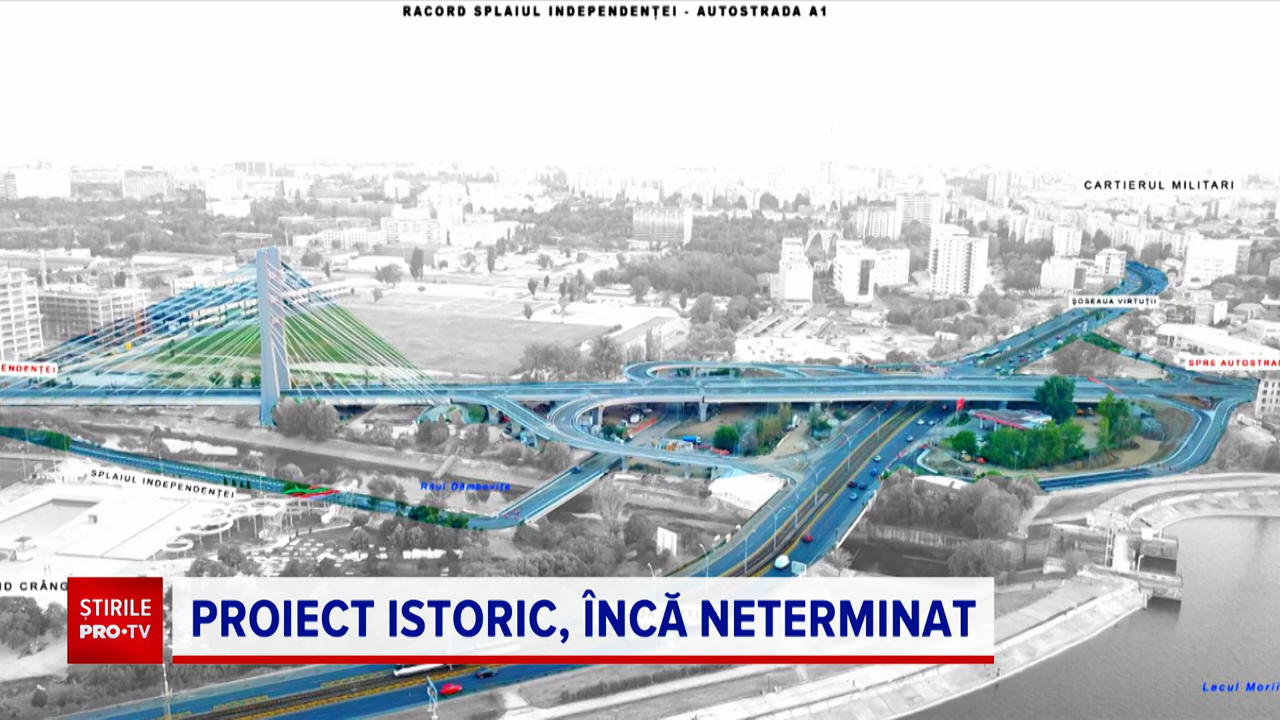 RACORD SPLAIUL INDEPENDENȚEI - AUTOSTRADA A1
CARTIERUL MILITARI
ȘOSEAUA VIRTUȚII
ENDENȚEI
SPRE AUTOSTRAD
SPLAIUL INDEPENDENȚEI
Râul Dâmbovița
ND CRÂNG
ȘTIRILE
PRO•TV
PROIECT ISTORIC, ÎNCĂ NETERMINAT
Lacul Morii